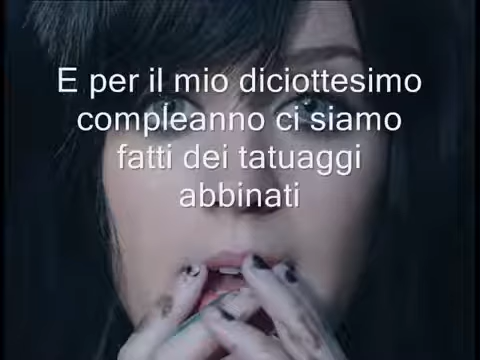 E per il mio diciottesimo
compleanno ci siamo
fatti dei tatuaggi
abbinati